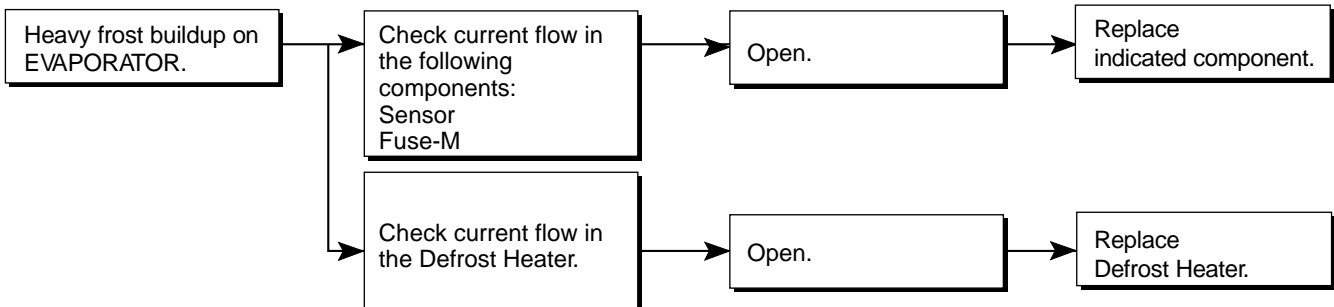 Heavy frost buildup on
EVAPORATOR.
Check current flow in
the following
components:
Sensor
Fuse-M
Open.
Replace
indicated component.
Check current flow in
the Defrost Heater.
Open.
Replace
Defrost Heater.